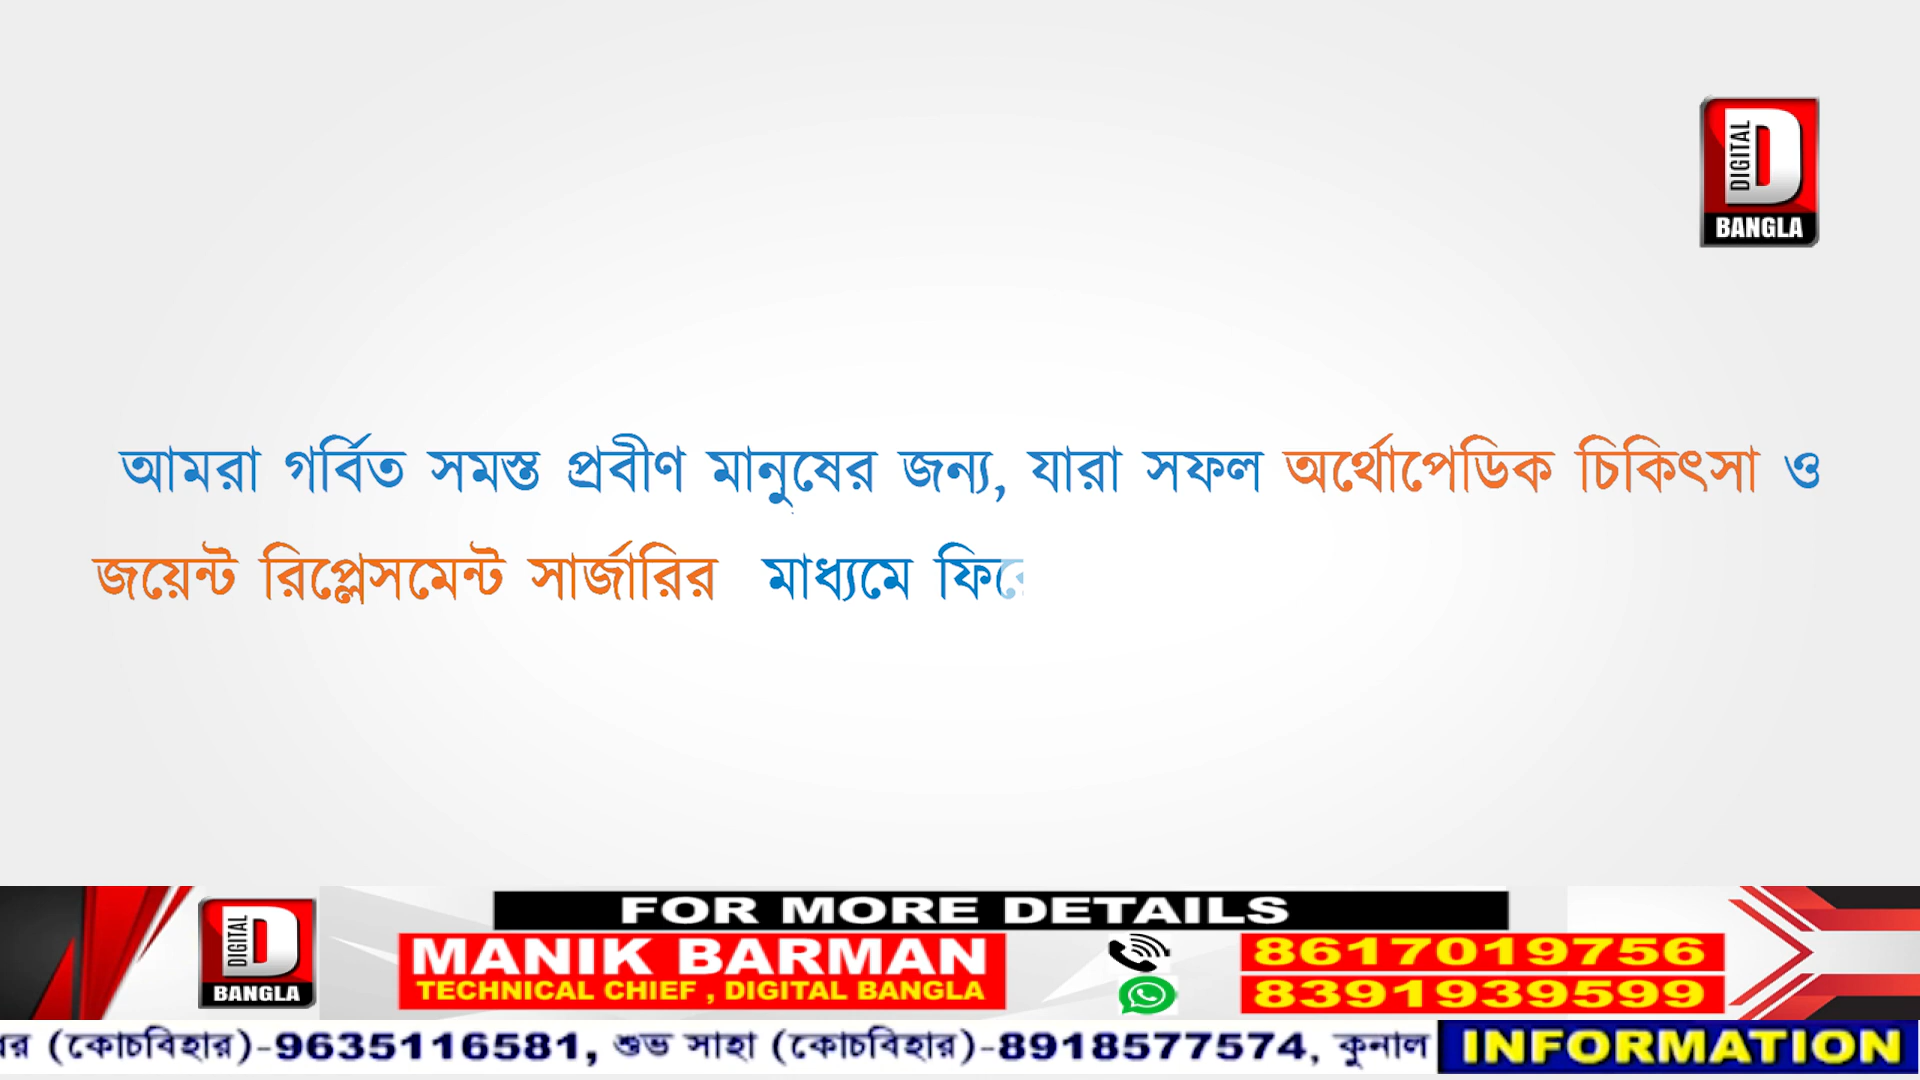 DIGITAL
BANGLA
আমরা গর্বিত সমস্ত প্রবীণ মানুষের জন্য, যারা সফল অর্থোপেডিক চিকিৎসা ও
জয়েন্ট রিপ্লেসমেন্ট সার্জারির মাধ্যমে
FOR MORE DETAILS
DIGITAL
BANGLA
MANIK BARMAN
TECHNICAL CHIEF , DIGITAL BANGLA
8617019756
8391939599
(কোচবিহার)-9635116581, শুভ সাহা (কোচবিহার)-8918577574, কুনাল
INFORMATION